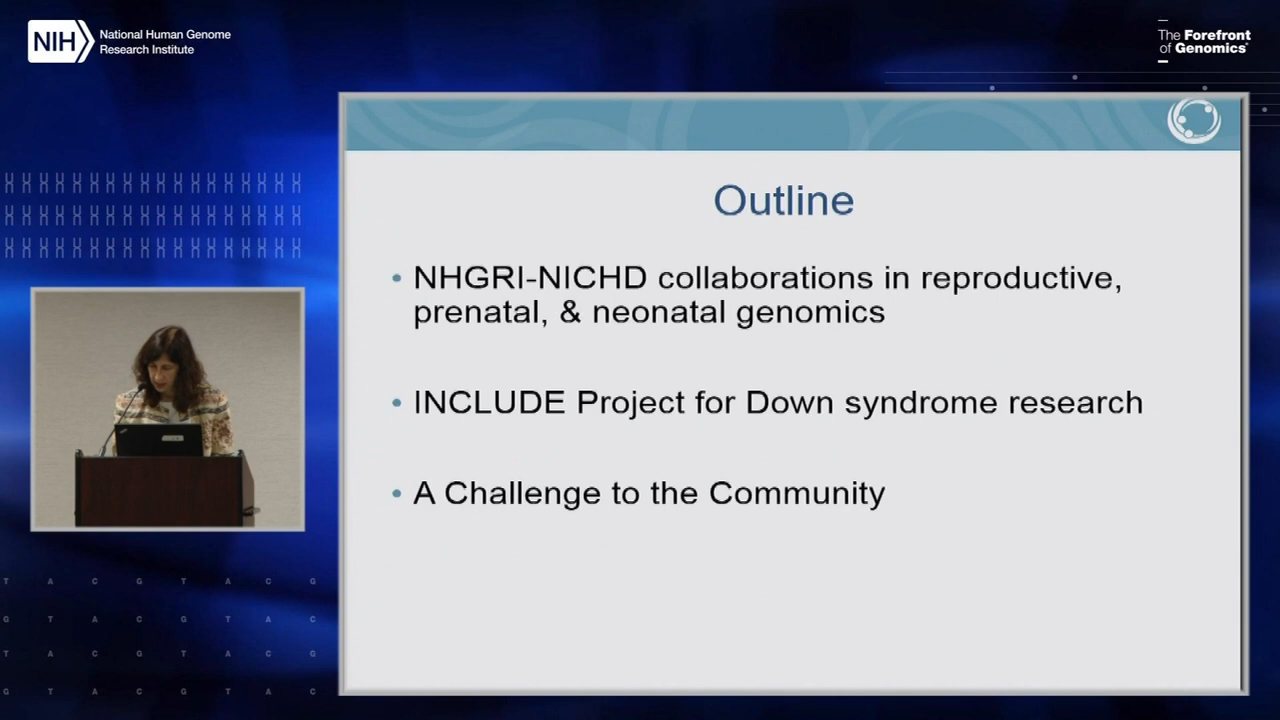 NIH
National Human Genome
Research Institute
The Forefront
of Genomics
Outline
• NHGRI-NICHD collaborations in reproductive,
prenatal, & neonatal genomics
• INCLUDE Project for Down syndrome research
• A Challenge to the Community
T A C G T A C G
G T A C G T A C
T A C G T A C G
G T A C G T A C